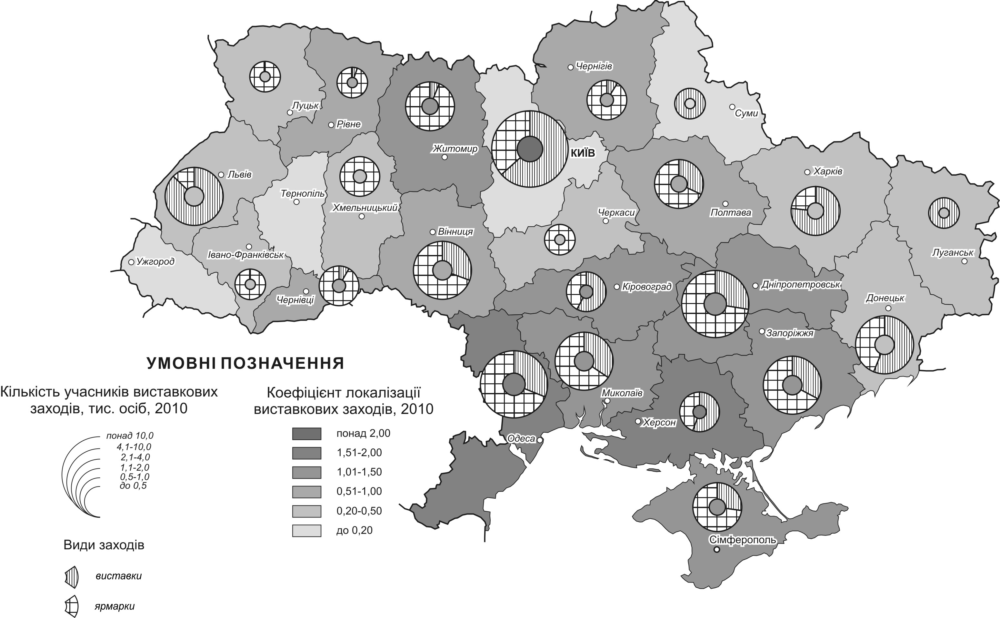 Чернігів
Суми
Луцьк
Рівне
Житомир
КИЇВ
Львів
Харків
Тернопіль
Хмельницький
Черкаси
Полтава
Вінниця
Івано-Франківськ
Ужгород
Луганськ
Чернівці
Кіровоград
Дніпропетровськ
Донецьк
Запоріжжя
Миколаїв
Херсон
Одеса
Сімферополь
УМОВНІ ПОЗНАЧЕННЯ
Кількість учасників виставкових
заходів, тис. осіб, 2010
понад 10,0
4,1-10,0
2,1-4,0
1,1-2,0
0,5-1,0
до 0,5
Види заходів
виставки
ярмарки
Коефіцієнт локалізації
виставкових заходів, 2010
понад 2,00
1,51-2,00
1,01-1,50
0,51-1,00
0,20-0,50
до 0,20